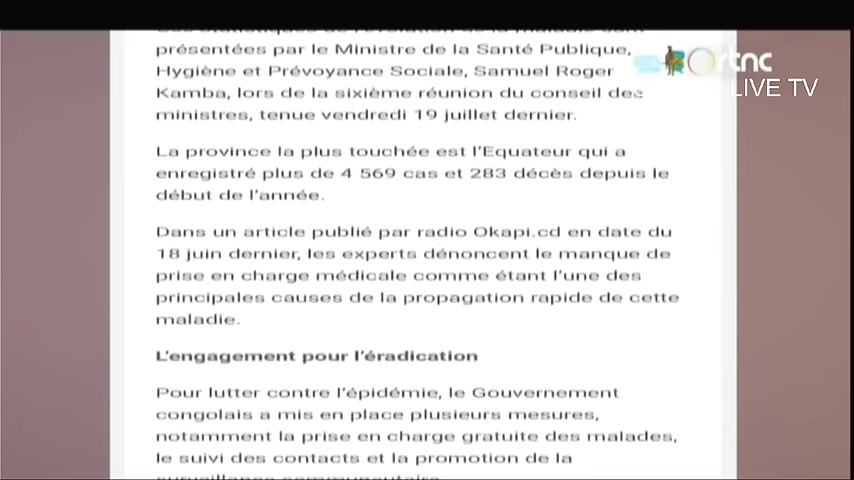 présentées par le Ministre de la Santé Publique,
Hygiène et Prévoyance Sociale, Samuel Roger
Kamba, lors de la sixième réunion du conseil des
ministres, tenue vendredi 19 juillet dernier.
La province la plus touchée est l'Equateur qui a
enregistré plus de 4 569 cas et 283 décès depuis le
début de l'année.
Dans un article publié par radio Okapi.cd en date du
18 juin dernier, les experts dénoncent le manque de
prise en charge médicale comme étant l'une des
principales causes de la propagation rapide de cette
maladie.
L'engagement pour l'éradication
Pour lutter contre l'épidémie, le Gouvernement
congolais a mis en place plusieurs mesures,
notamment la prise en charge gratuite des malades,
le suivi des contacts et la promotion de la
rtnc
LIVE TV